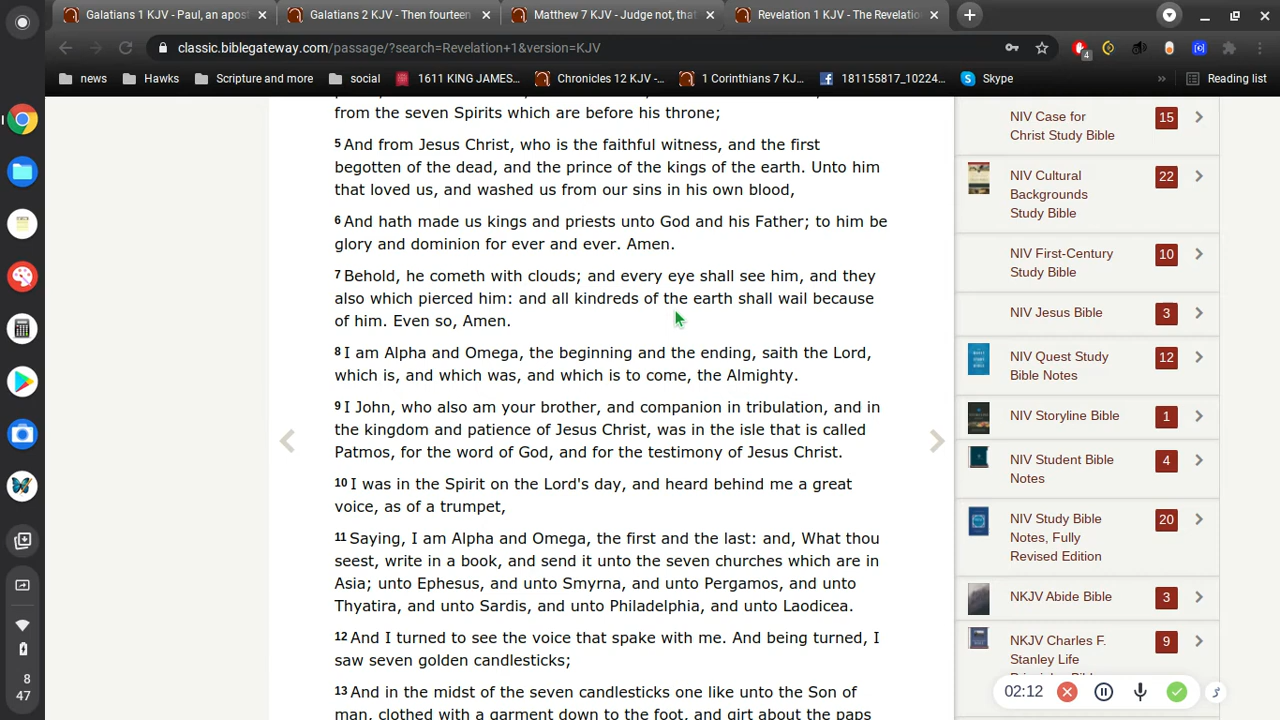 Galatians 1 KJV - Paul, an apost
Galatians 2 KJV - Then fourteen
Matthew 7 KJV - Judge not, tha
Revelation 1 KJV - The Revelatio
classic.biblegateway.com/passage/?search=Revelation+1&version=KJV
4
news
Hawks
Scripture and more
social
1611 KING JAMES...
Chronicles 12 KJV -...
1 Corinthians 7 KJ...
181155817_10224...
Skype
»
Reading list
from the seven Spirits which are before his throne;
5 And from Jesus Christ, who is the faithful witness, and the first
begotten of the dead, and the prince of the kings of the earth. Unto him
that loved us, and washed us from our sins in his own blood,
6 And hath made us kings and priests unto God and his Father; to him be
glory and dominion for ever and ever. Amen.
7 Behold, he cometh with clouds; and every eye shall see him, and they
also which pierced him: and all kindreds of the earth shall wail because
of him. Even so, Amen.
8 I am Alpha and Omega, the beginning and the ending, saith the Lord,
which is, and which was, and which is to come, the Almighty.
9 I John, who also am your brother, and companion in tribulation, and in
the kingdom and patience of Jesus Christ, was in the isle that is called
Patmos, for the word of God, and for the testimony of Jesus Christ.
10 I was in the Spirit on the Lord's day, and heard behind me a great
voice, as of a trumpet,
11 Saying, I am Alpha and Omega, the first and the last: and, What thou
seest, write in a book, and send it unto the seven churches which are in
Asia; unto Ephesus, and unto Smyrna, and unto Pergamos, and unto
Thyatira, and unto Sardis, and unto Philadelphia, and unto Laodicea.
12 And I turned to see the voice that spake with me. And being turned, I
saw seven golden candlesticks;
13 And in the midst of the seven candlesticks one like unto the Son of
man, clothed with a garment down to the foot, and girt about the paps
NIV Case for
Christ Study Bible
15
NIV Cultural
Backgrounds
Study Bible
22
NIV First-Century
Study Bible
10
NIV Jesus Bible
3
NIV Quest Study
Bible Notes
12
NIV Storyline Bible
1
NIV Student Bible
Notes
4
NIV Study Bible
Notes, Fully
Revised Edition
20
NKJV Abide Bible
3
NKJV Charles F.
Stanley Life
9
02:12
8
47